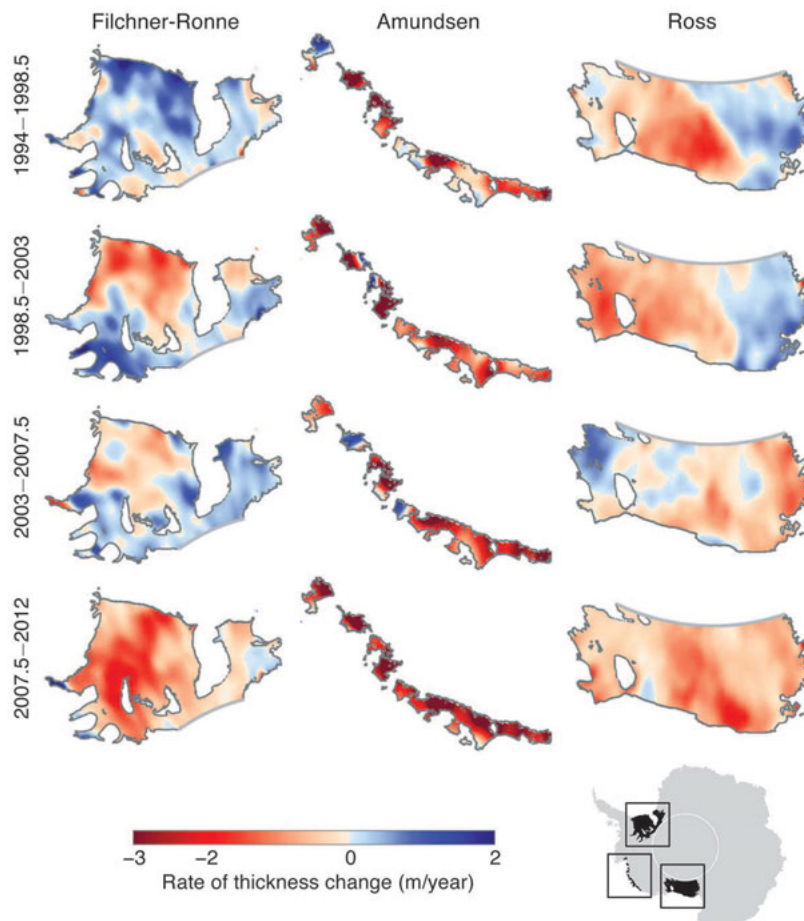 Filchner-Ronne Amundsen Ross
1994–1998.5
1998.5–2003
2003–2007.5
2007.5–2012
−3 −2 0 2
Rate of thickness change (m/year)